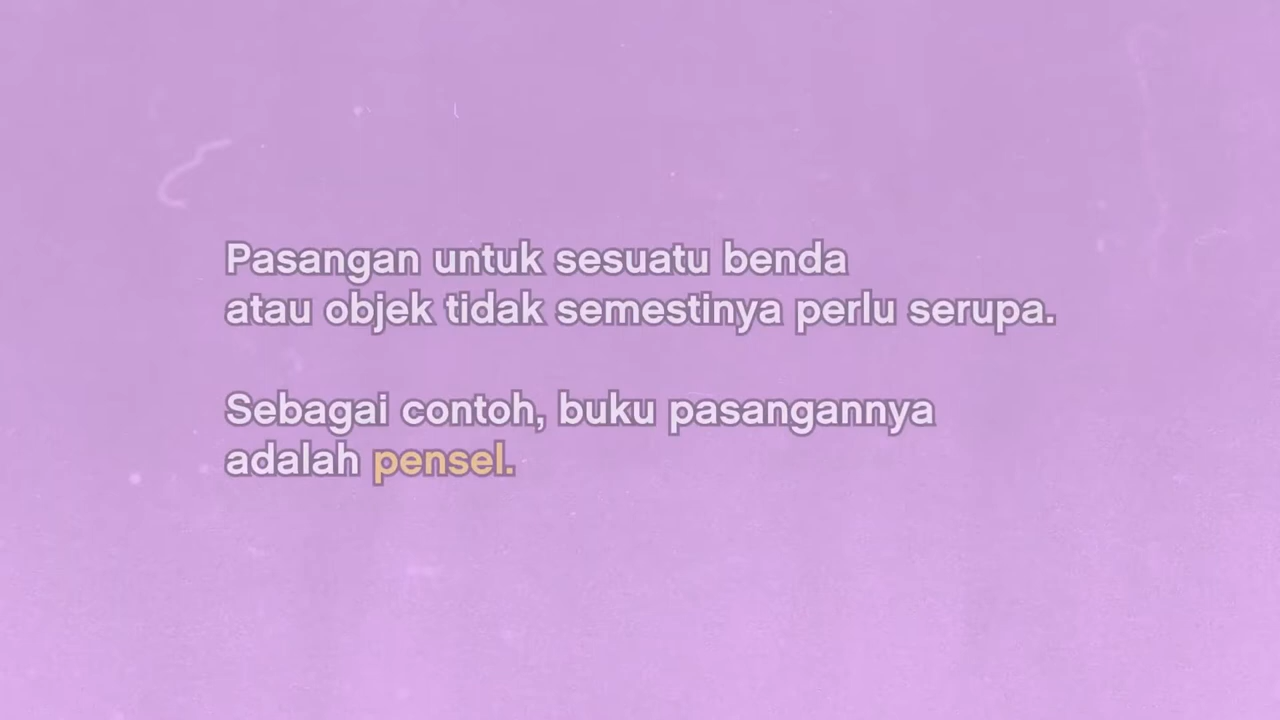 Pasangan untuk sesuatu benda
atau objek tidak semestinya perlu serupa.
Sebagai contoh, buku pasangannya
adalah pensel.